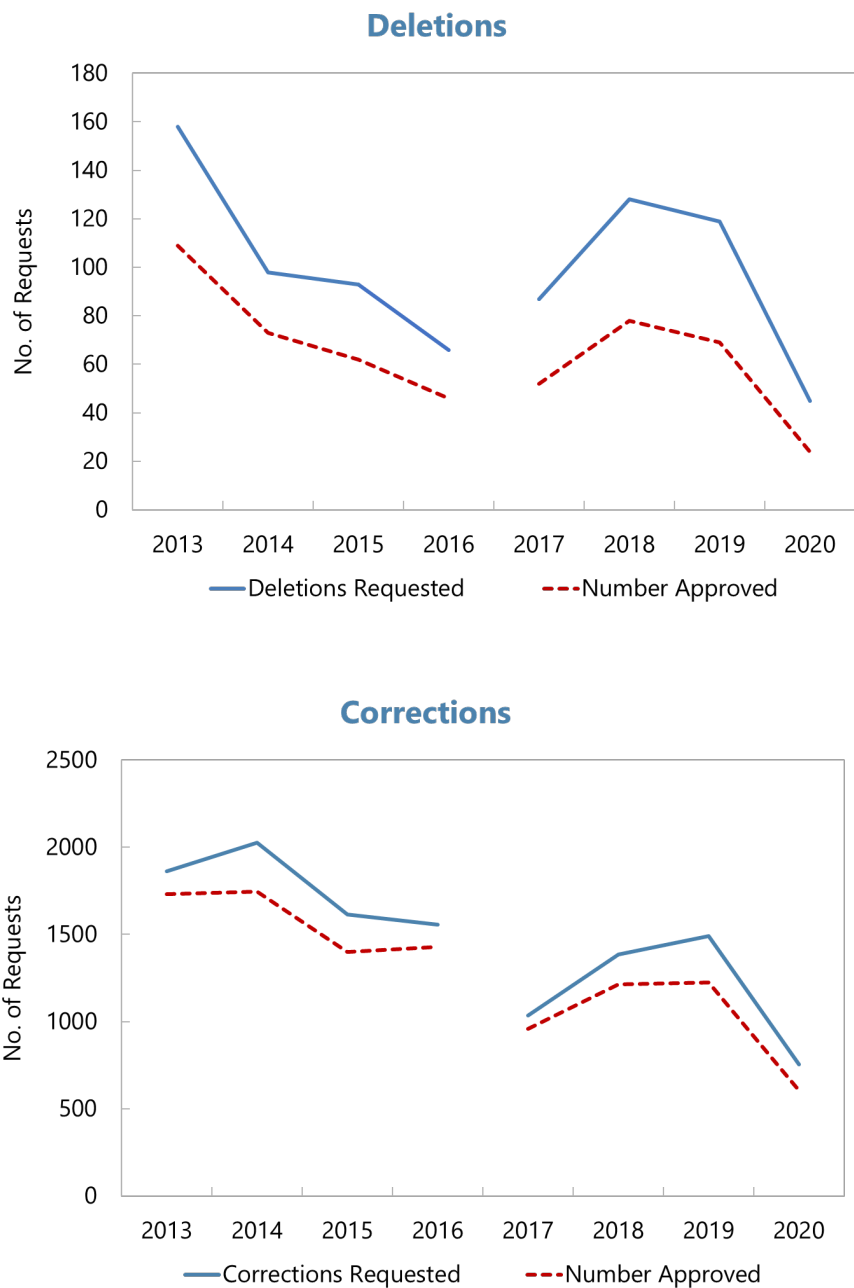 Deletions
180
160
140
120
100
80
60
40
20
0
No. of Requests
2013 2014 2015 2016 2017 2018 2019 2020
Deletions Requested Number Approved
Corrections
2500
2000
1500
1000
500
0
No. of Requests
2013 2014 2015 2016 2017 2018 2019 2020
Corrections Requested Number Approved